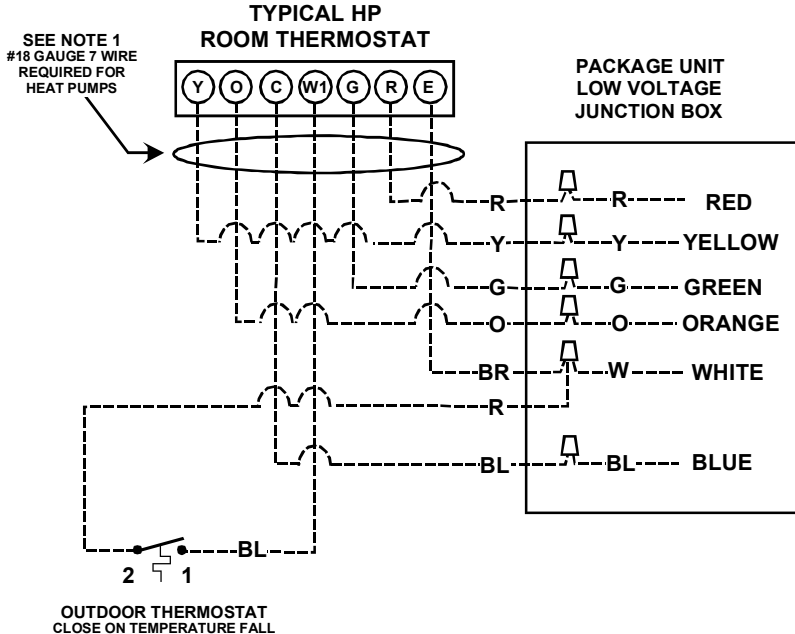 TYPICAL HP
ROOM THERMOSTAT
SEE NOTE 1
#18 GAUGE 7 WIRE
REQUIRED FOR
HEAT PUMPS
Y O C W1 G R E
PACKAGE UNIT
LOW VOLTAGE
JUNCTION BOX
R R RED
Y Y YELLOW
G G GREEN
O O ORANGE
BR W WHITE
R
BL BL BLUE
BL
2 1
OUTDOOR THERMOSTAT
CLOSE ON TEMPERATURE FALL